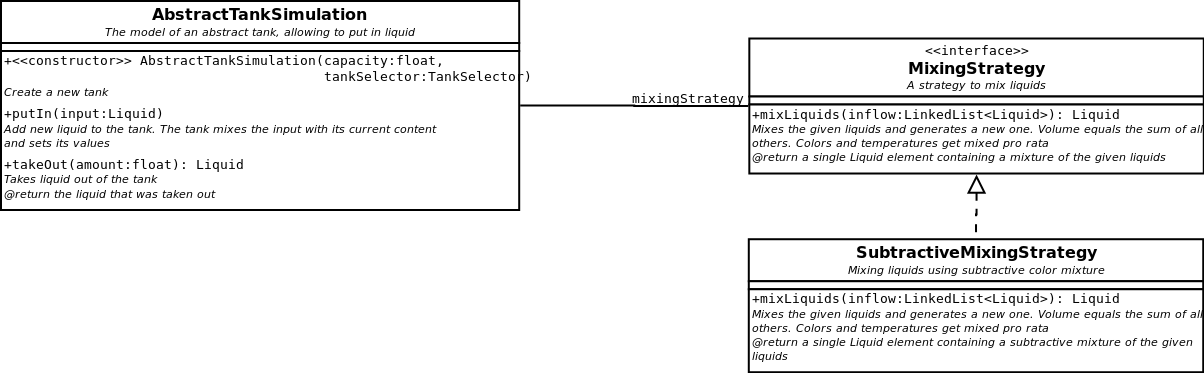 AbstractTankSimulation
The model of an abstract tank, allowing to put in liquid
+<<constructor>> AbstractTankSimulation(capacity:float,
tankSelector:TankSelector)
Create a new tank
+putIn(input:Liquid)
Add new liquid to the tank. The tank mixes the input with its current content
and sets its values
+takeOut(amount:float): Liquid
Takes liquid out of the tank
@return the liquid that was taken out
mixingStrategy
<<interface>>
MixingStrategy
A strategy to mix liquids
+mixLiquids(inflow:LinkedList<Liquid>): Liquid
Mixes the given liquids and generates a new one. Volume equals the sum of all
others. Colors and temperatures get mixed pro rata
@return a single Liquid element containing a mixture of the given liquids
SubtractiveMixingStrategy
Mixing liquids using subtractive color mixture
+mixLiquids(inflow:LinkedList<Liquid>): Liquid
Mixes the given liquids and generates a new one. Volume equals the sum of all
others. Colors and temperatures get mixed pro rata
@return a single Liquid element containing a subtractive mixture of the given
liquids